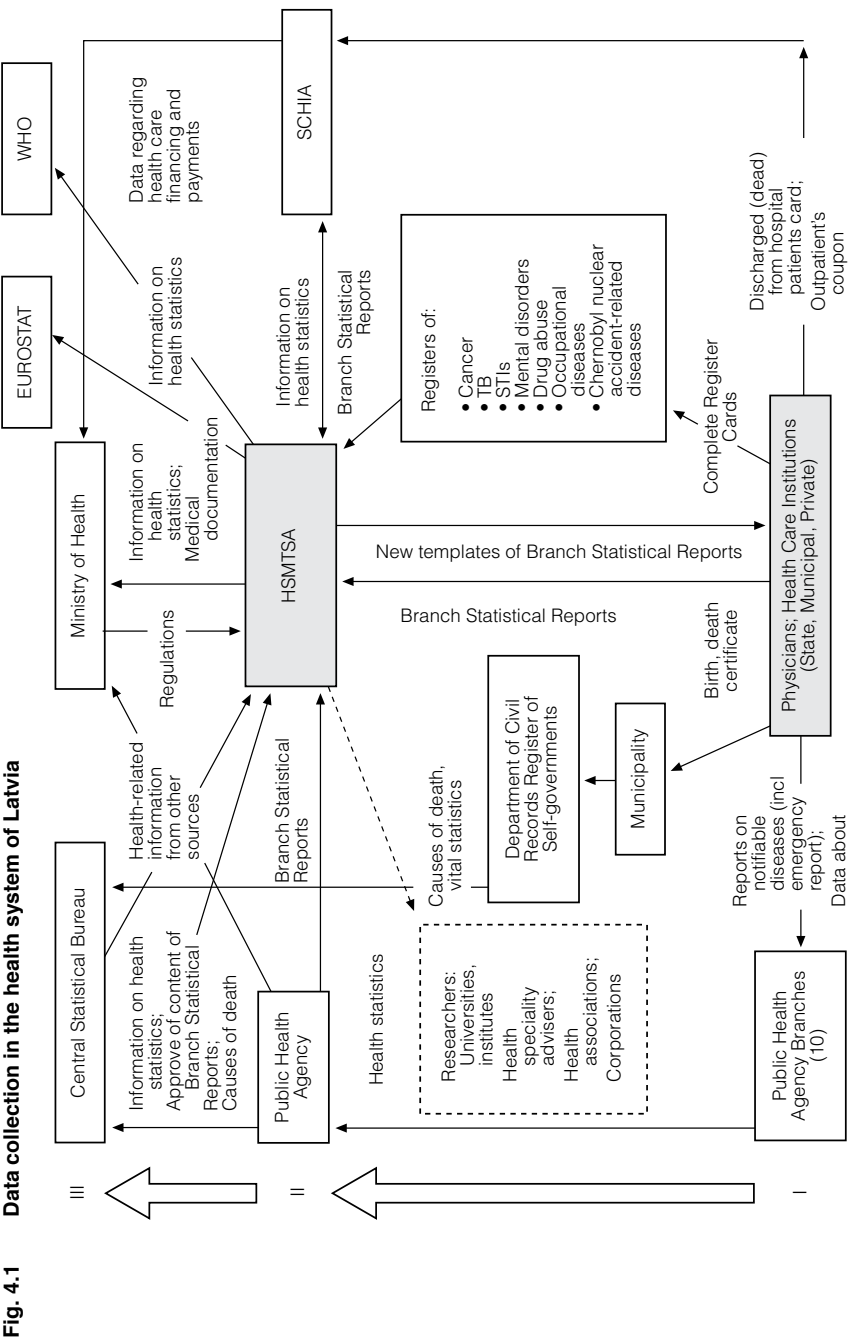 Fig. 4.1 Data collection in the health system of Latvia
III
II
I
Central Statistical Bureau
Ministry of Health
EUROSTAT
WHO
Information on health
statistics;
Approve of content of
Branch Statistical
Reports;
Causes of death
Health-related
information
from other
sources
Regulations
Information on
health
statistics;
Medical
documentation
Information on
health statistics
Data regarding
health care
financing and
payments
Public Health
Agency
Branch Statistical
Reports
HSMTSA
Information on
health statistics
Branch Statistical
Reports
SCHIA
Health statistics
Causes of death,
vital statistics
Researchers:
Universities,
institutes
Health
speciality
advisers;
Health
associations;
Corporations
Department of Civil
Records Register of
Self-governments
Municipality
Branch Statistical Reports
New templates of Branch Statistical Reports
Registers of:
• Cancer
• TB
• STIs
• Mental disorders
• Drug abuse
• Occupational
diseases
• Chernobyl nuclear
accident-related
diseases
Birth, death
certificate
Complete Register
Cards
Public Health
Agency Branches
(10)
Reports on
notifiable
diseases (incl
emergency
report);
Data about
Physicians; Health Care Institutions
(State, Municipal, Private)
Discharged (dead)
from hospital
patients card;
Outpatient's
coupon